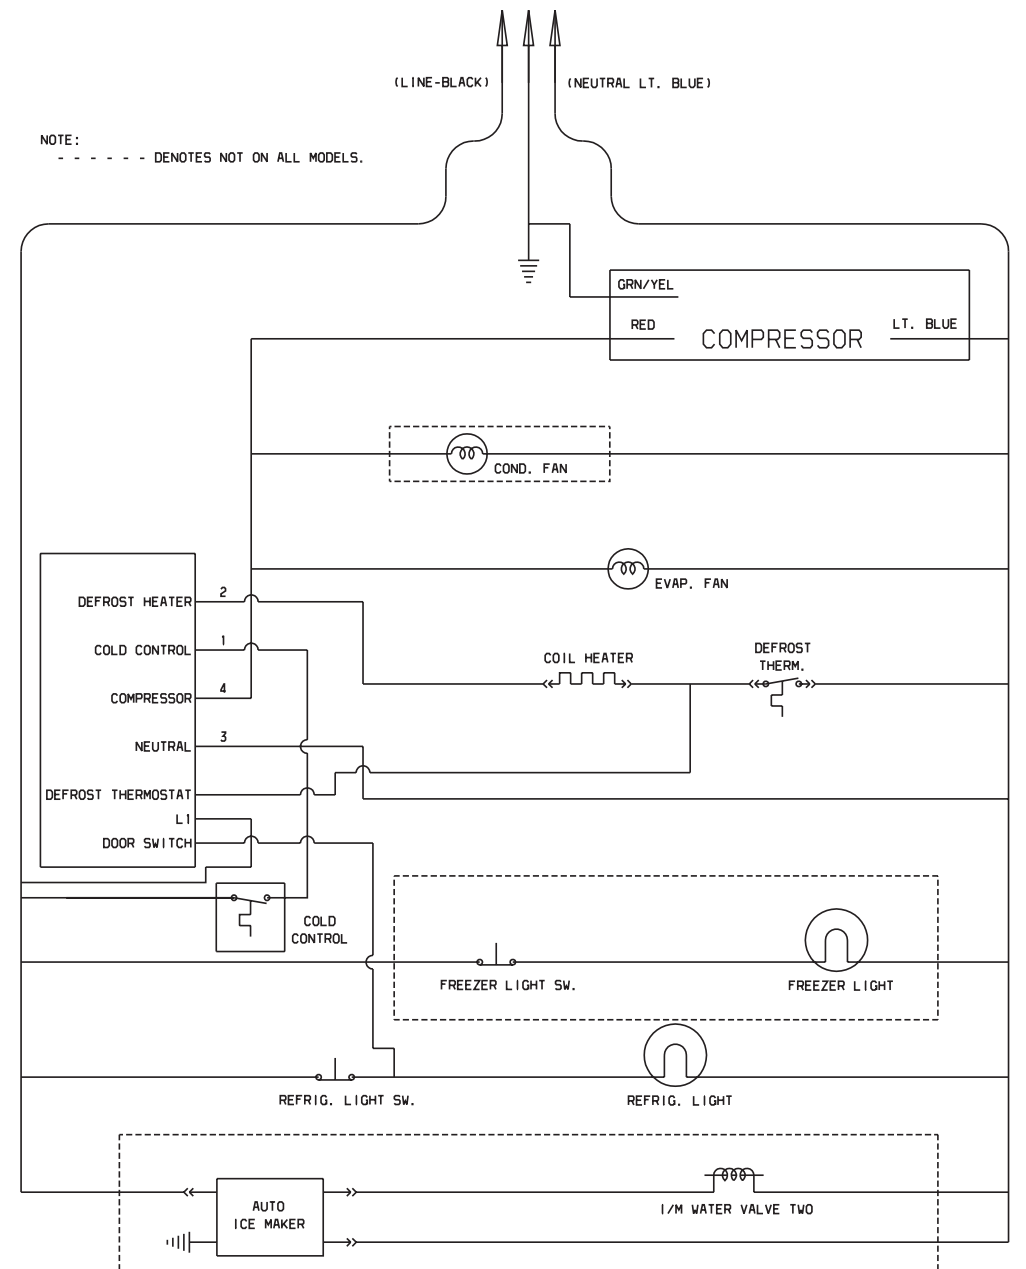 (LINE-BLACK)
(NEUTRAL LT. BLUE)
NOTE:
- - - - - - DENOTES NOT ON ALL MODELS.
GRN/YEL
RED
COMPRESSOR
LT. BLUE
COND. FAN
EVAP. FAN
DEFROST HEATER
2
COLD CONTROL
1
COMPRESSOR
4
NEUTRAL
3
DEFROST THERMOSTAT
L1
DOOR SWITCH
COIL HEATER
DEFROST
THERM.
COLD
CONTROL
FREEZER LIGHT SW.
FREEZER LIGHT
REFRIG. LIGHT SW.
REFRIG. LIGHT
AUTO
ICE MAKER
I/M WATER VALVE TWO